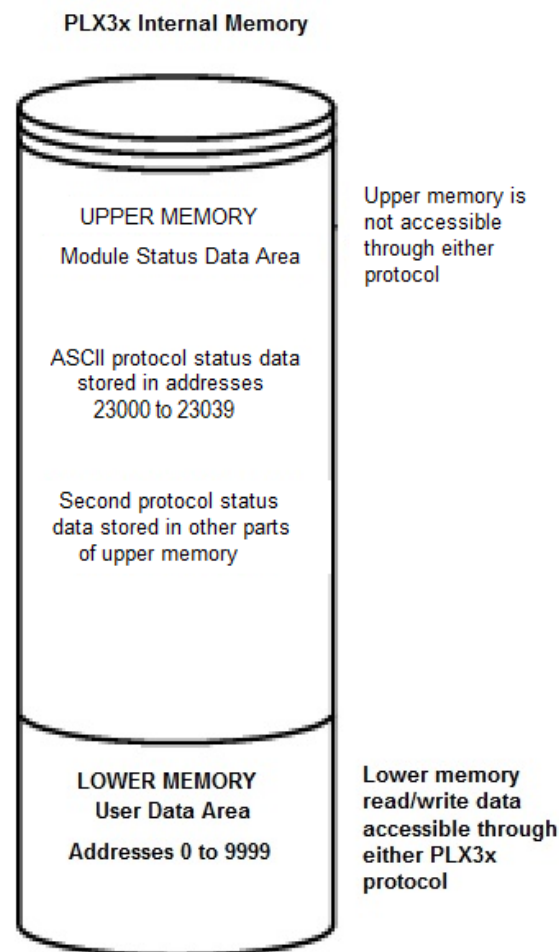 PLX3x Internal Memory
UPPER MEMORY
Module Status Data Area
Upper memory is
not accessible
through either
protocol
ASCII protocol status data
stored in addresses
23000 to 23039
Second protocol status
data stored in other parts
of upper memory
LOWER MEMORY
User Data Area
Addresses 0 to 9999
Lower memory
read/write data
accessible through
either PLX3x
protocol